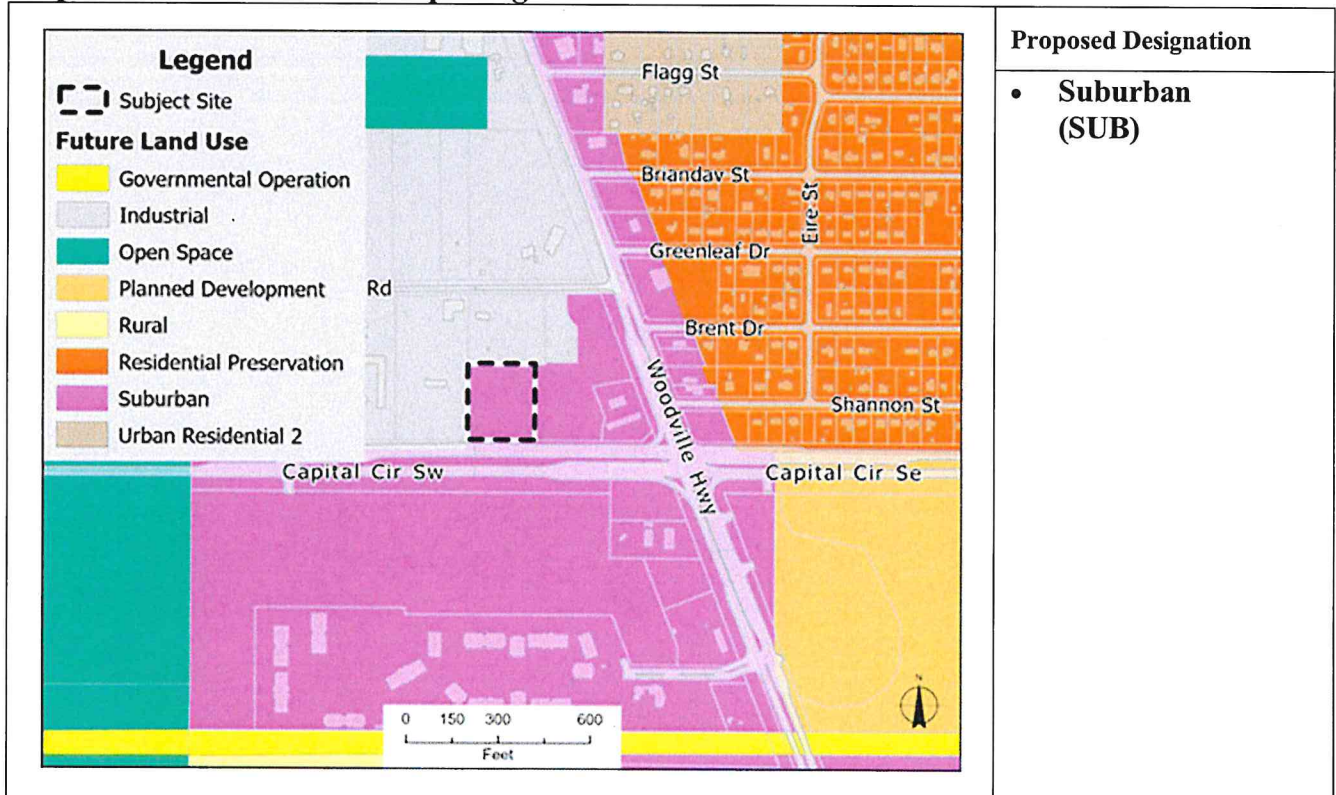 Legend
Subject Site
Future Land Use
Governmental Operation
Industrial
Open Space
Planned Development
Rural
Residential Preservation
Suburban
Urban Residential 2
Flagg St
Briandav St
Eire St
Greenleaf Dr
Rd
Brent Dr
Woodville Hwy
Shannon St
Capital Cir Sw
Capital Cir Se
0 150 300 600
Feet
N
Proposed Designation
• Suburban
(SUB)